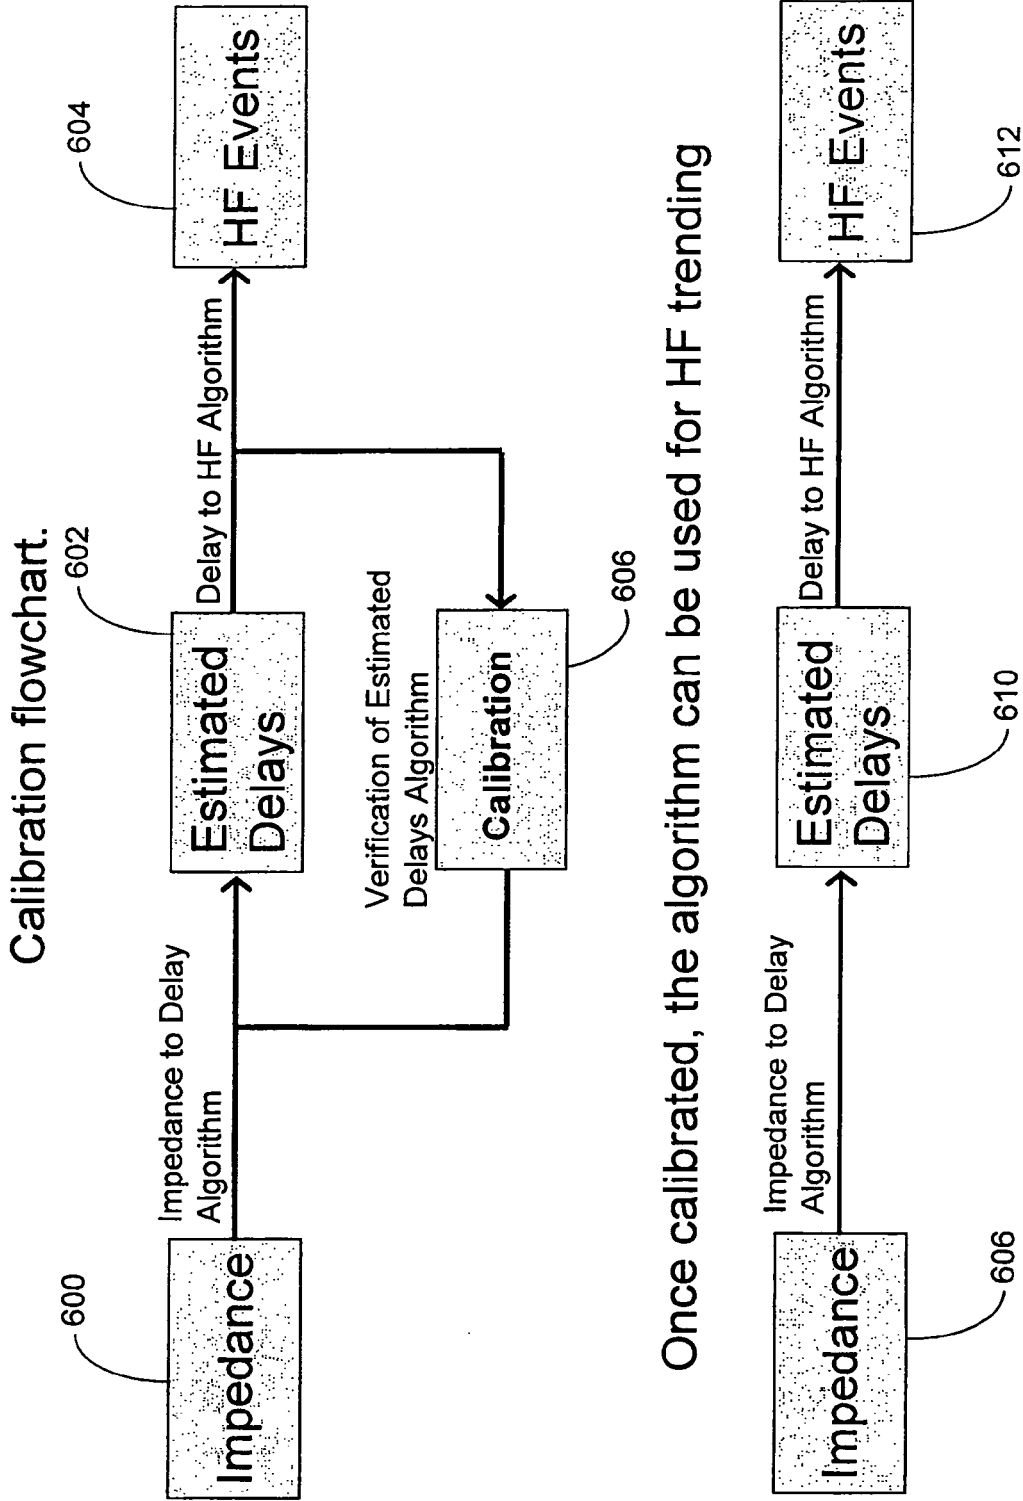 Calibration flowchart.
600
Impedance
Impedance to Delay
Algorithm
602
Estimated
Delays
Delay to HF Algorithm
604
HF Events
Verification of Estimated
Delays Algorithm
Calibration
606
Once calibrated, the algorithm can be used for HF trending
Impedance
606
Impedance to Delay
Algorithm
Estimated
Delays
610
Delay to HF Algorithm
HF Events
612